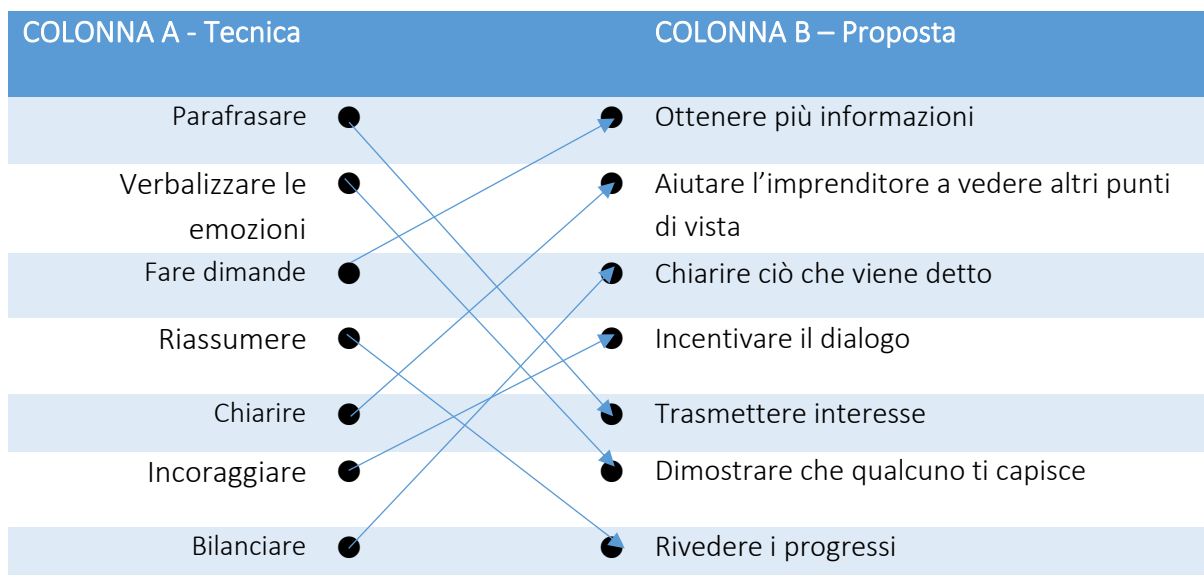 COLONNA A - Tecnica COLONNA B – Proposta
Parafrasare Ottenere più informazioni
Verbalizzare le Aiutare l’imprenditore a vedere altri punti
emozioni di vista
Fare dimande Chiarire ciò che viene detto
Riassumere Incentivare il dialogo
Chiarire Trasmettere interesse
Incoraggiare Dimostrare che qualcuno ti capisce
Bilanciare Rivedere i progressi